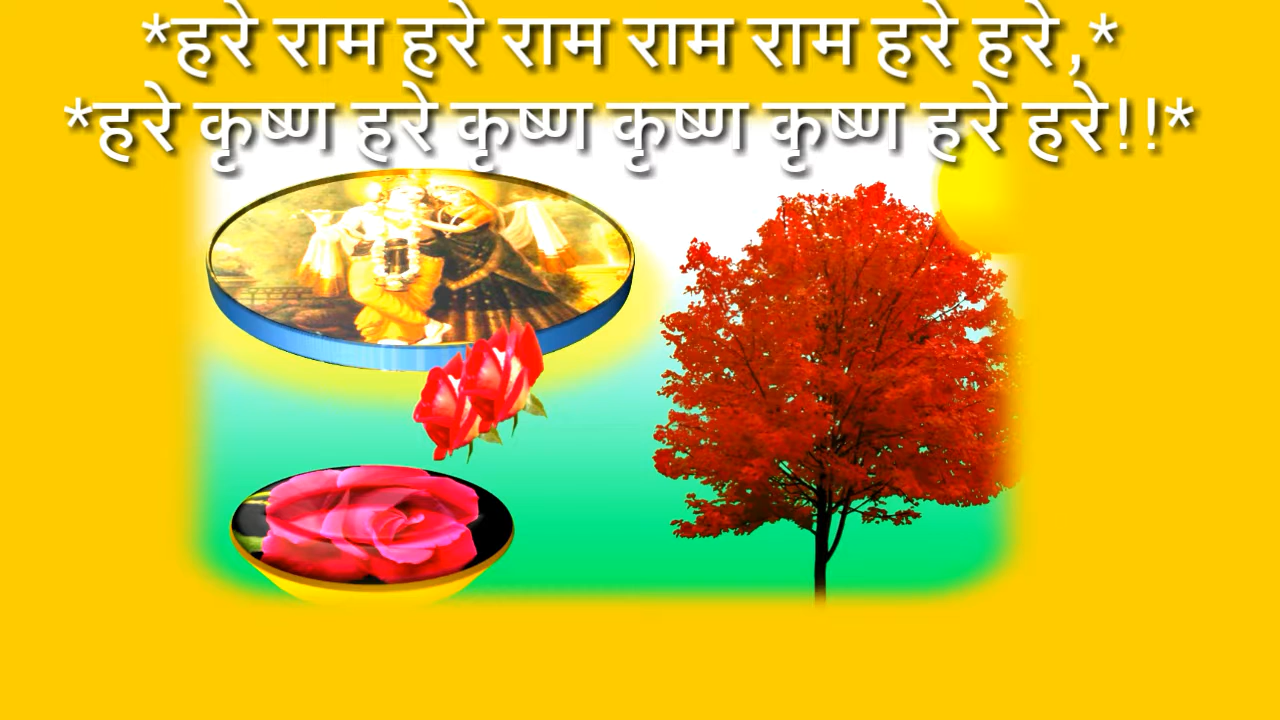 *हरे राम हरे राम राम राम हरे हरे,*
*हरे कृष्ण हरे कृष्ण कृष्ण कृष्ण हरे हरे!!*